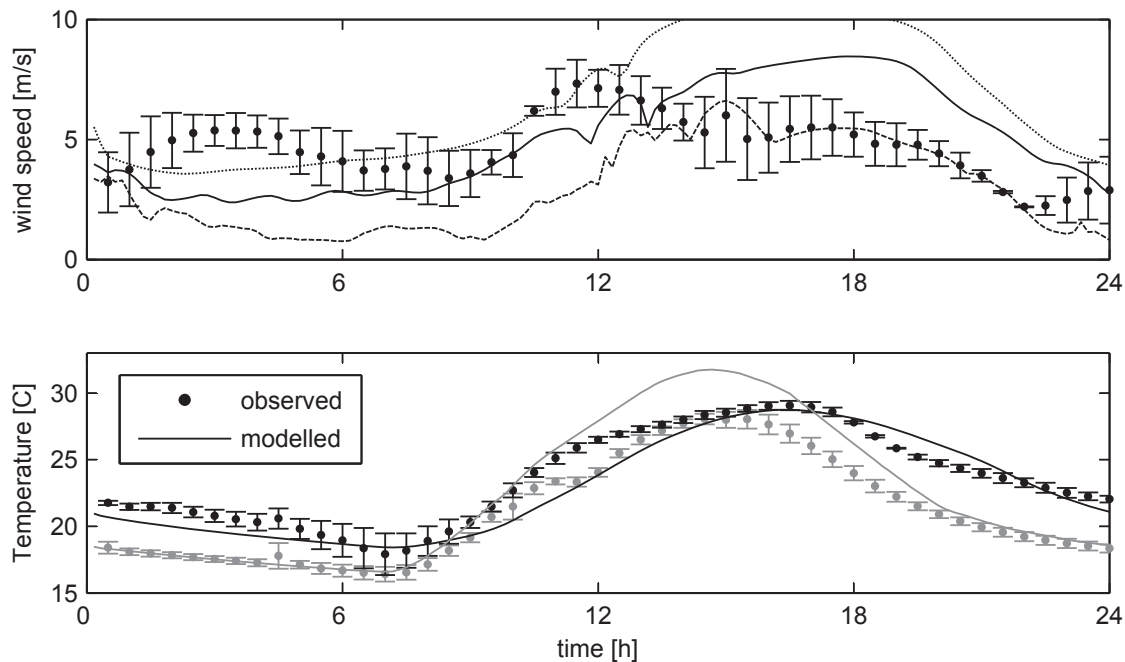 10
5
0
wind speed [m/s]
0 6 12 18 24
30
25
20
15
Temperature [C]
observed
modelled
0 6 12 18 24
time [h]